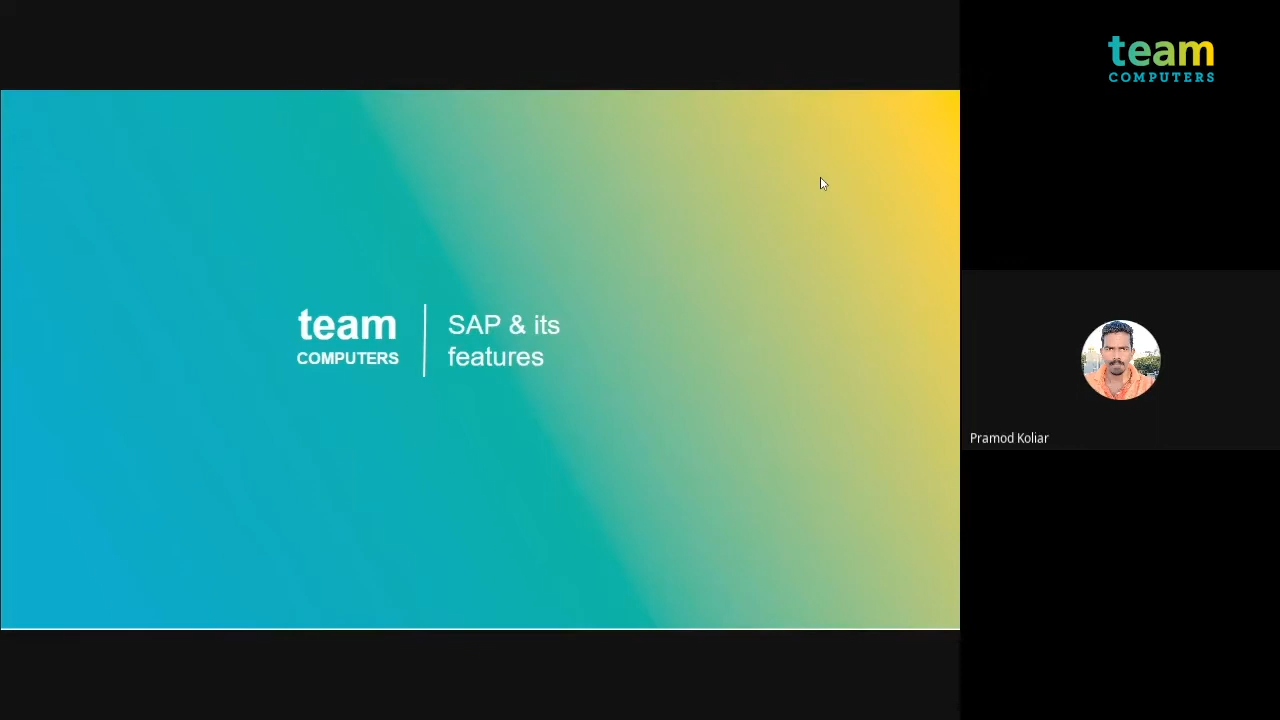 team
COMPUTERS
SAP & its
features
team
COMPUTERS
Pramod Koliar